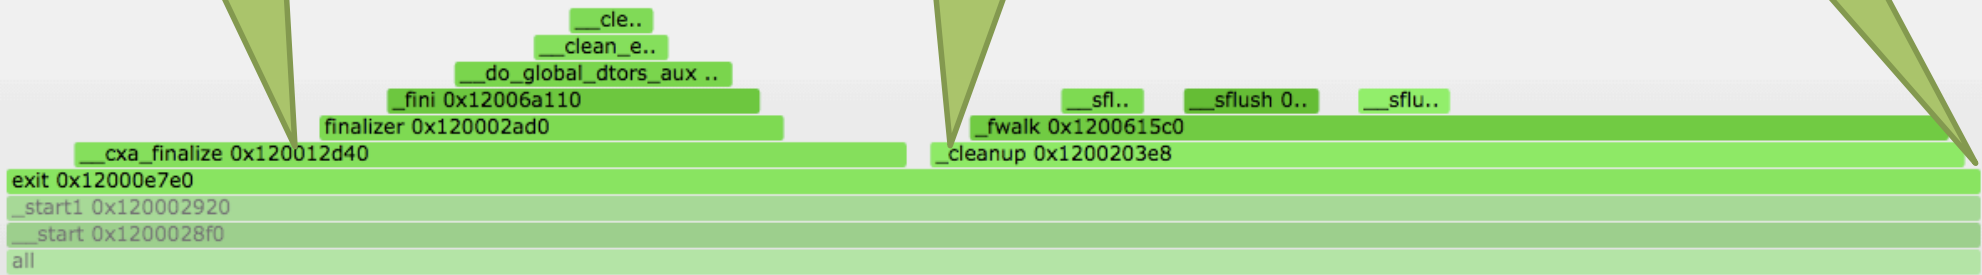 __cle..
__clean_e..
__do_global_dtors_aux ..
_fini 0x12006a110
__sfl..
__sflush 0..
__sflu..
finalizer 0x120002ad0
_fwalk 0x1200615c0
__cxa_finalize 0x120012d40
_cleanup 0x1200203e8
exit 0x12000e7e0
_start1 0x120002920
__start 0x1200028f0
all